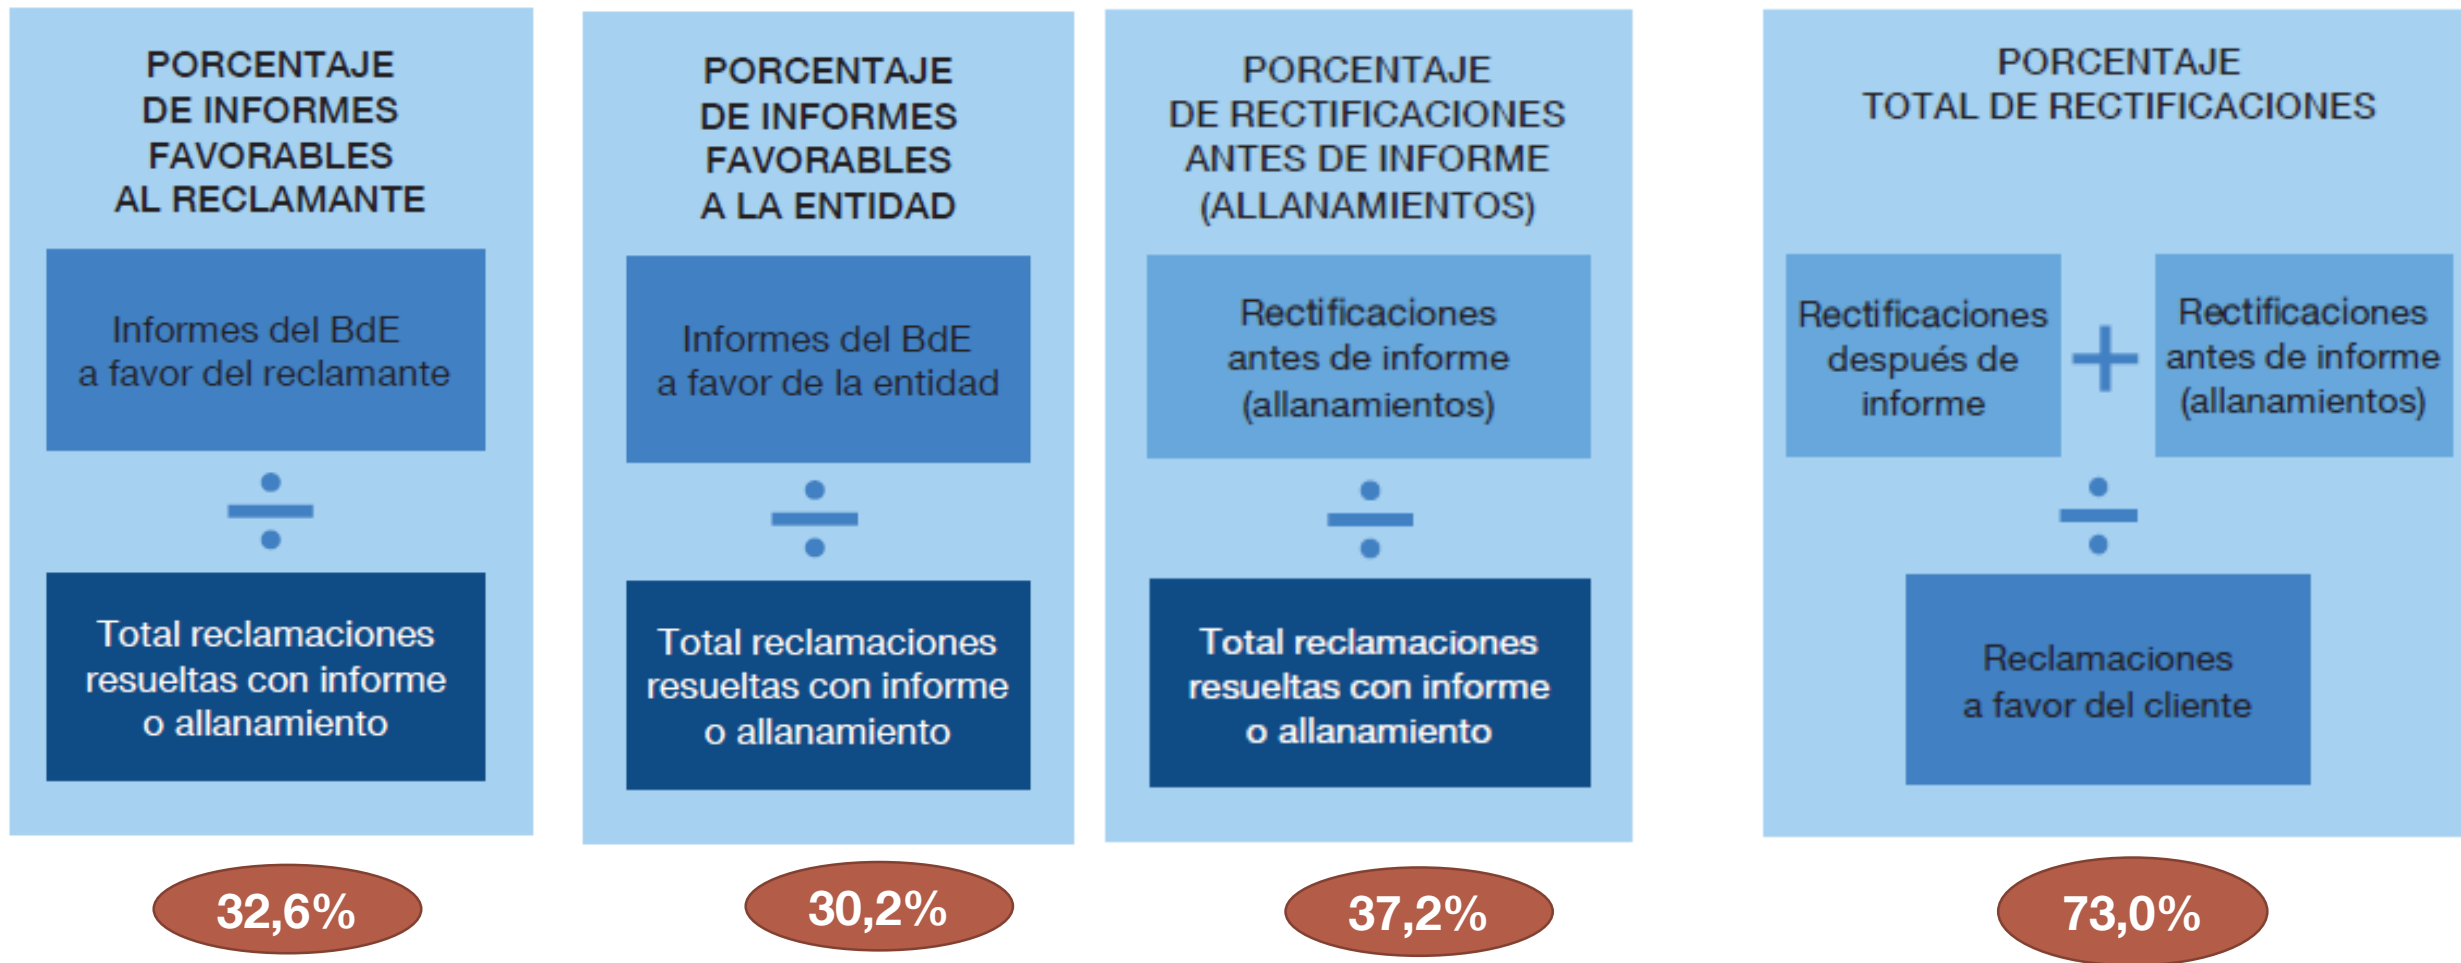 PORCENTAJE
DE INFORMES
FAVORABLES
AL RECLAMANTE
Informes del BdE
a favor del reclamante
÷
Total reclamaciones
resueltas con informe
o allanamiento
32,6%
PORCENTAJE
DE INFORMES
FAVORABLES
A LA ENTIDAD
Informes del BdE
a favor de la entidad
÷
Total reclamaciones
resueltas con informe
o allanamiento
30,2%
PORCENTAJE
DE RECTIFICACIONES
ANTES DE INFORME
(ALLANAMIENTOS)
Rectificaciones
antes de informe
(allanamientos)
÷
Total reclamaciones
resueltas con informe
o allanamiento
37,2%
PORCENTAJE
TOTAL DE RECTIFICACIONES
Rectificaciones
después de
informe
+
Rectificaciones
antes de informe
(allanamientos)
÷
Reclamaciones
a favor del cliente
73,0%